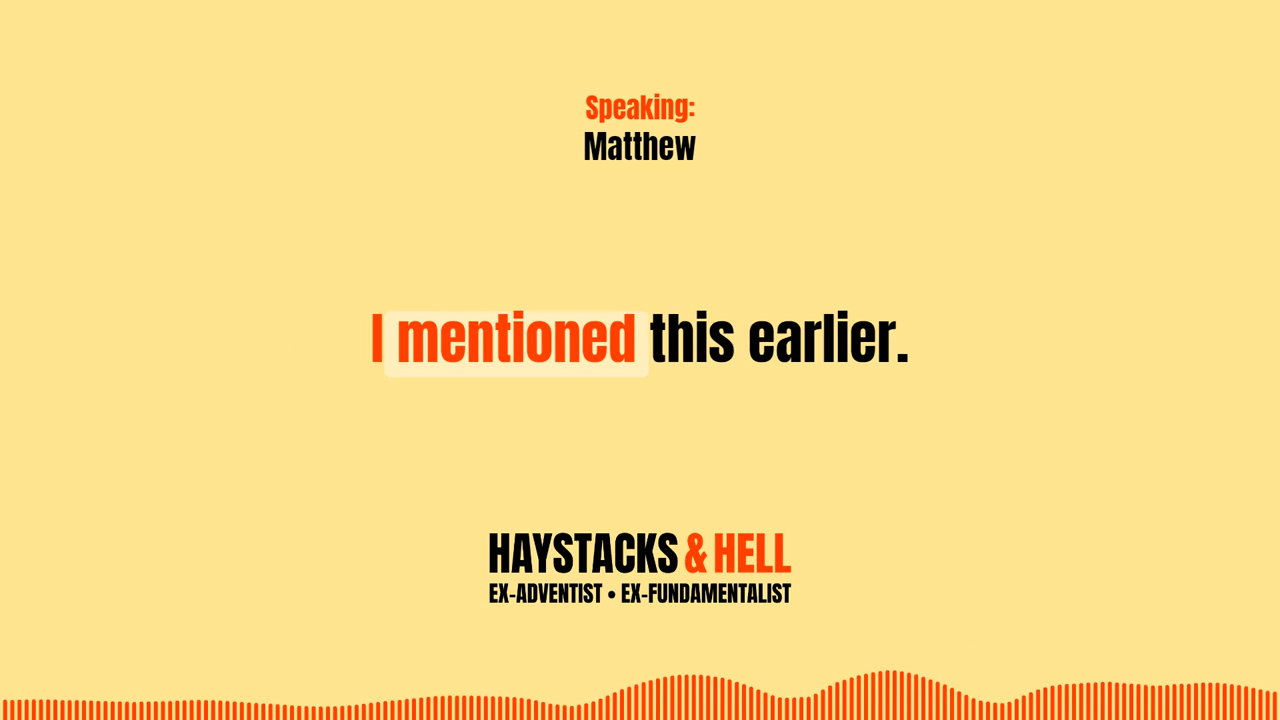 Speaking:
Matthew
I mentioned this earlier.
HAYSTACKS & HELL
EX-ADVENTIST • EX-FUNDAMENTALIST